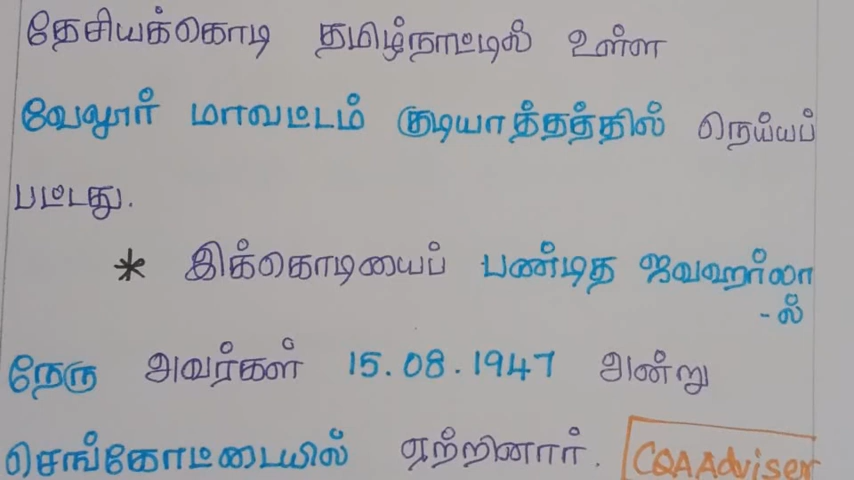 தேசியக்கொடி தமிழ்நாட்டில் உள்ள
வேலூர் மாவட்டம் குடியாத்தத்தில் நெய்யப்
பட்டது.
* இக்கொடியைப் பண்டித ஜவஹர்லா
-ல்
நேரு அவர்கள் 15.08.1947 அன்று
செங்கோட்டையில் ஏற்றினார்.
CQAAdviser